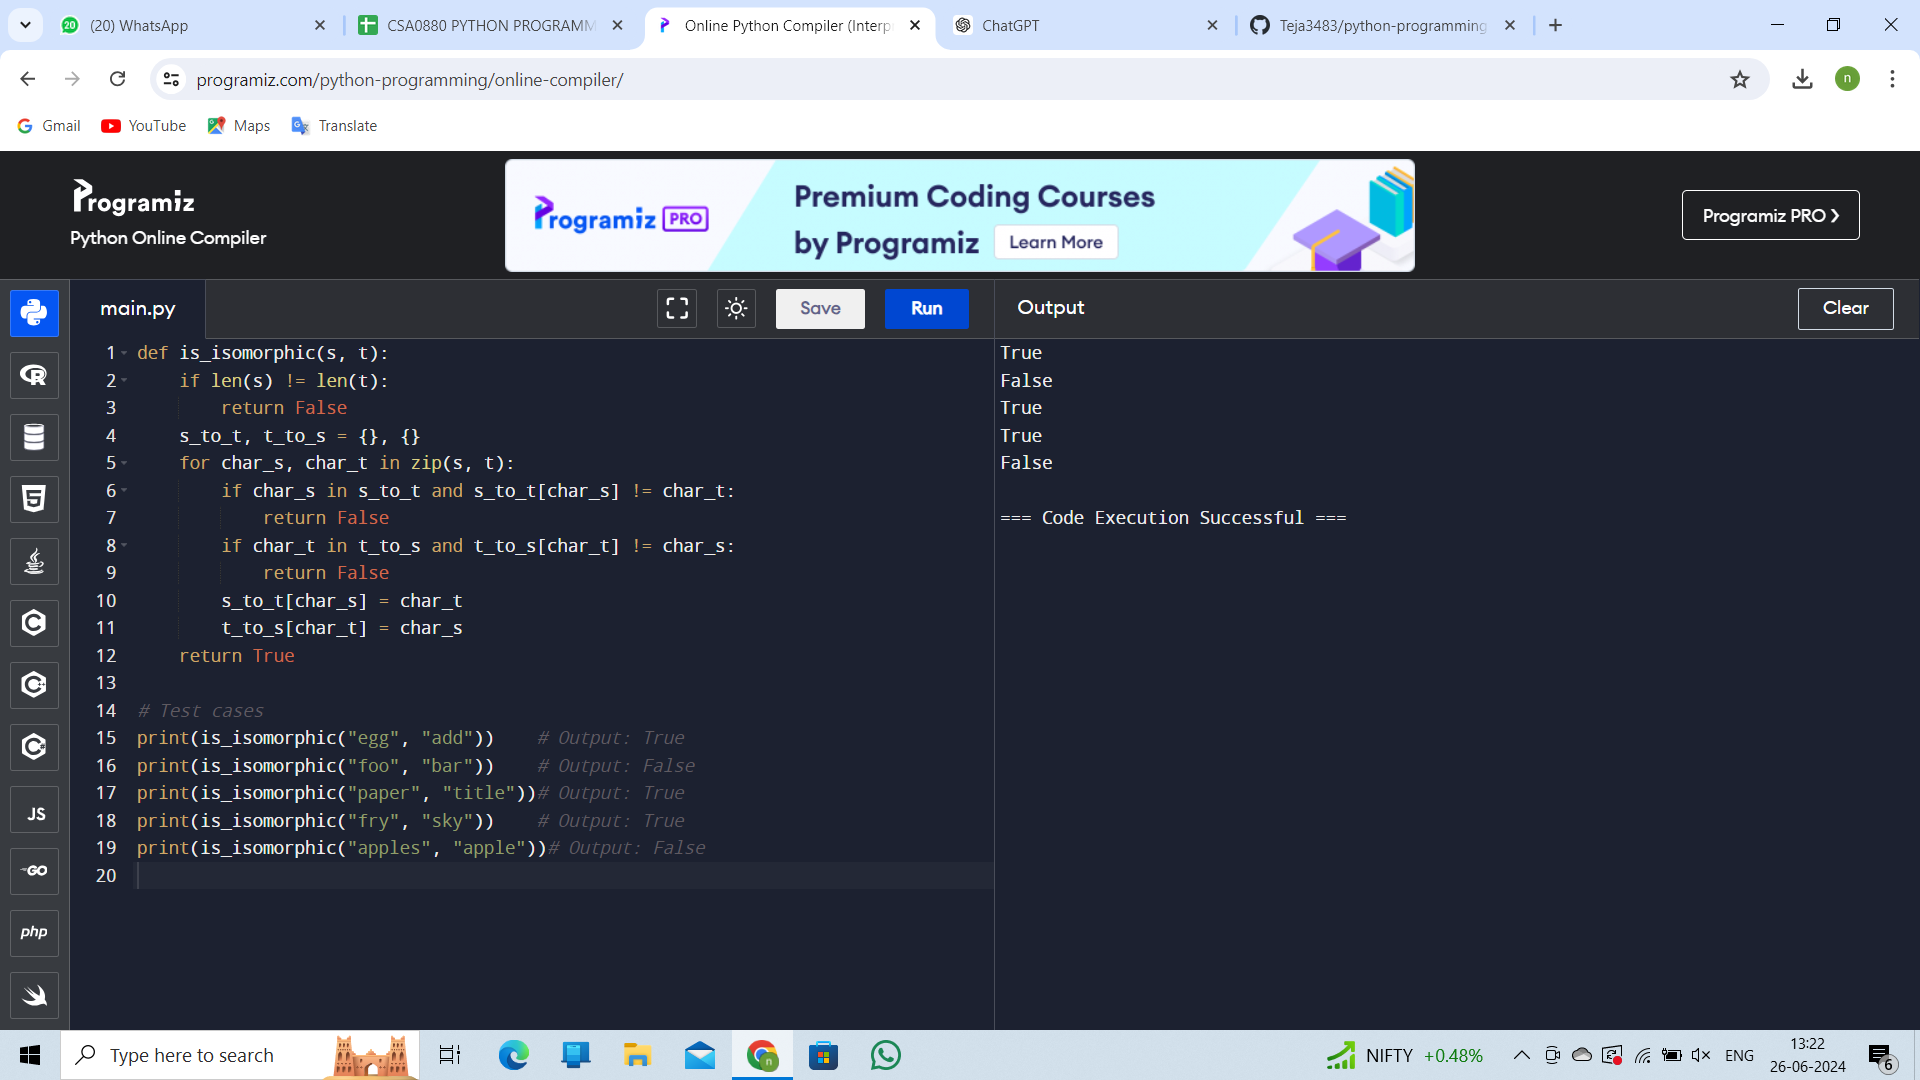 (20) WhatsApp
CSA0880 PYTHON PROGRAMM
Online Python Compiler (Interp
ChatGPT
Teja3483/python-programming
programiz.com/python-programming/online-compiler/
n
Gmail
YouTube
Maps
Translate
Programiz
Python Online Compiler
Programiz PRO
Premium Coding Courses
by Programiz
Learn More
Programiz PRO
main.py
Save
Run
Output
Clear
1 def is_isomorphic(s, t):
2     if len(s) != len(t):
3         return False
4     s_to_t, t_to_s = {}, {}
5     for char_s, char_t in zip(s, t):
6         if char_s in s_to_t and s_to_t[char_s] != char_t:
7             return False
8         if char_t in t_to_s and t_to_s[char_t] != char_s:
9             return False
10         s_to_t[char_s] = char_t
11         t_to_s[char_t] = char_s
12     return True
13
14 # Test cases
15 print(is_isomorphic("egg", "add"))    # Output: True
16 print(is_isomorphic("foo", "bar"))    # Output: False
17 print(is_isomorphic("paper", "title"))# Output: True
18 print(is_isomorphic("fry", "sky"))    # Output: True
19 print(is_isomorphic("apples", "apple"))# Output: False
20
True
False
True
True
False
=== Code Execution Successful ===
JS
GO
php
Type here to search
NIFTY +0.48%
ENG
13:22
26-06-2024
6